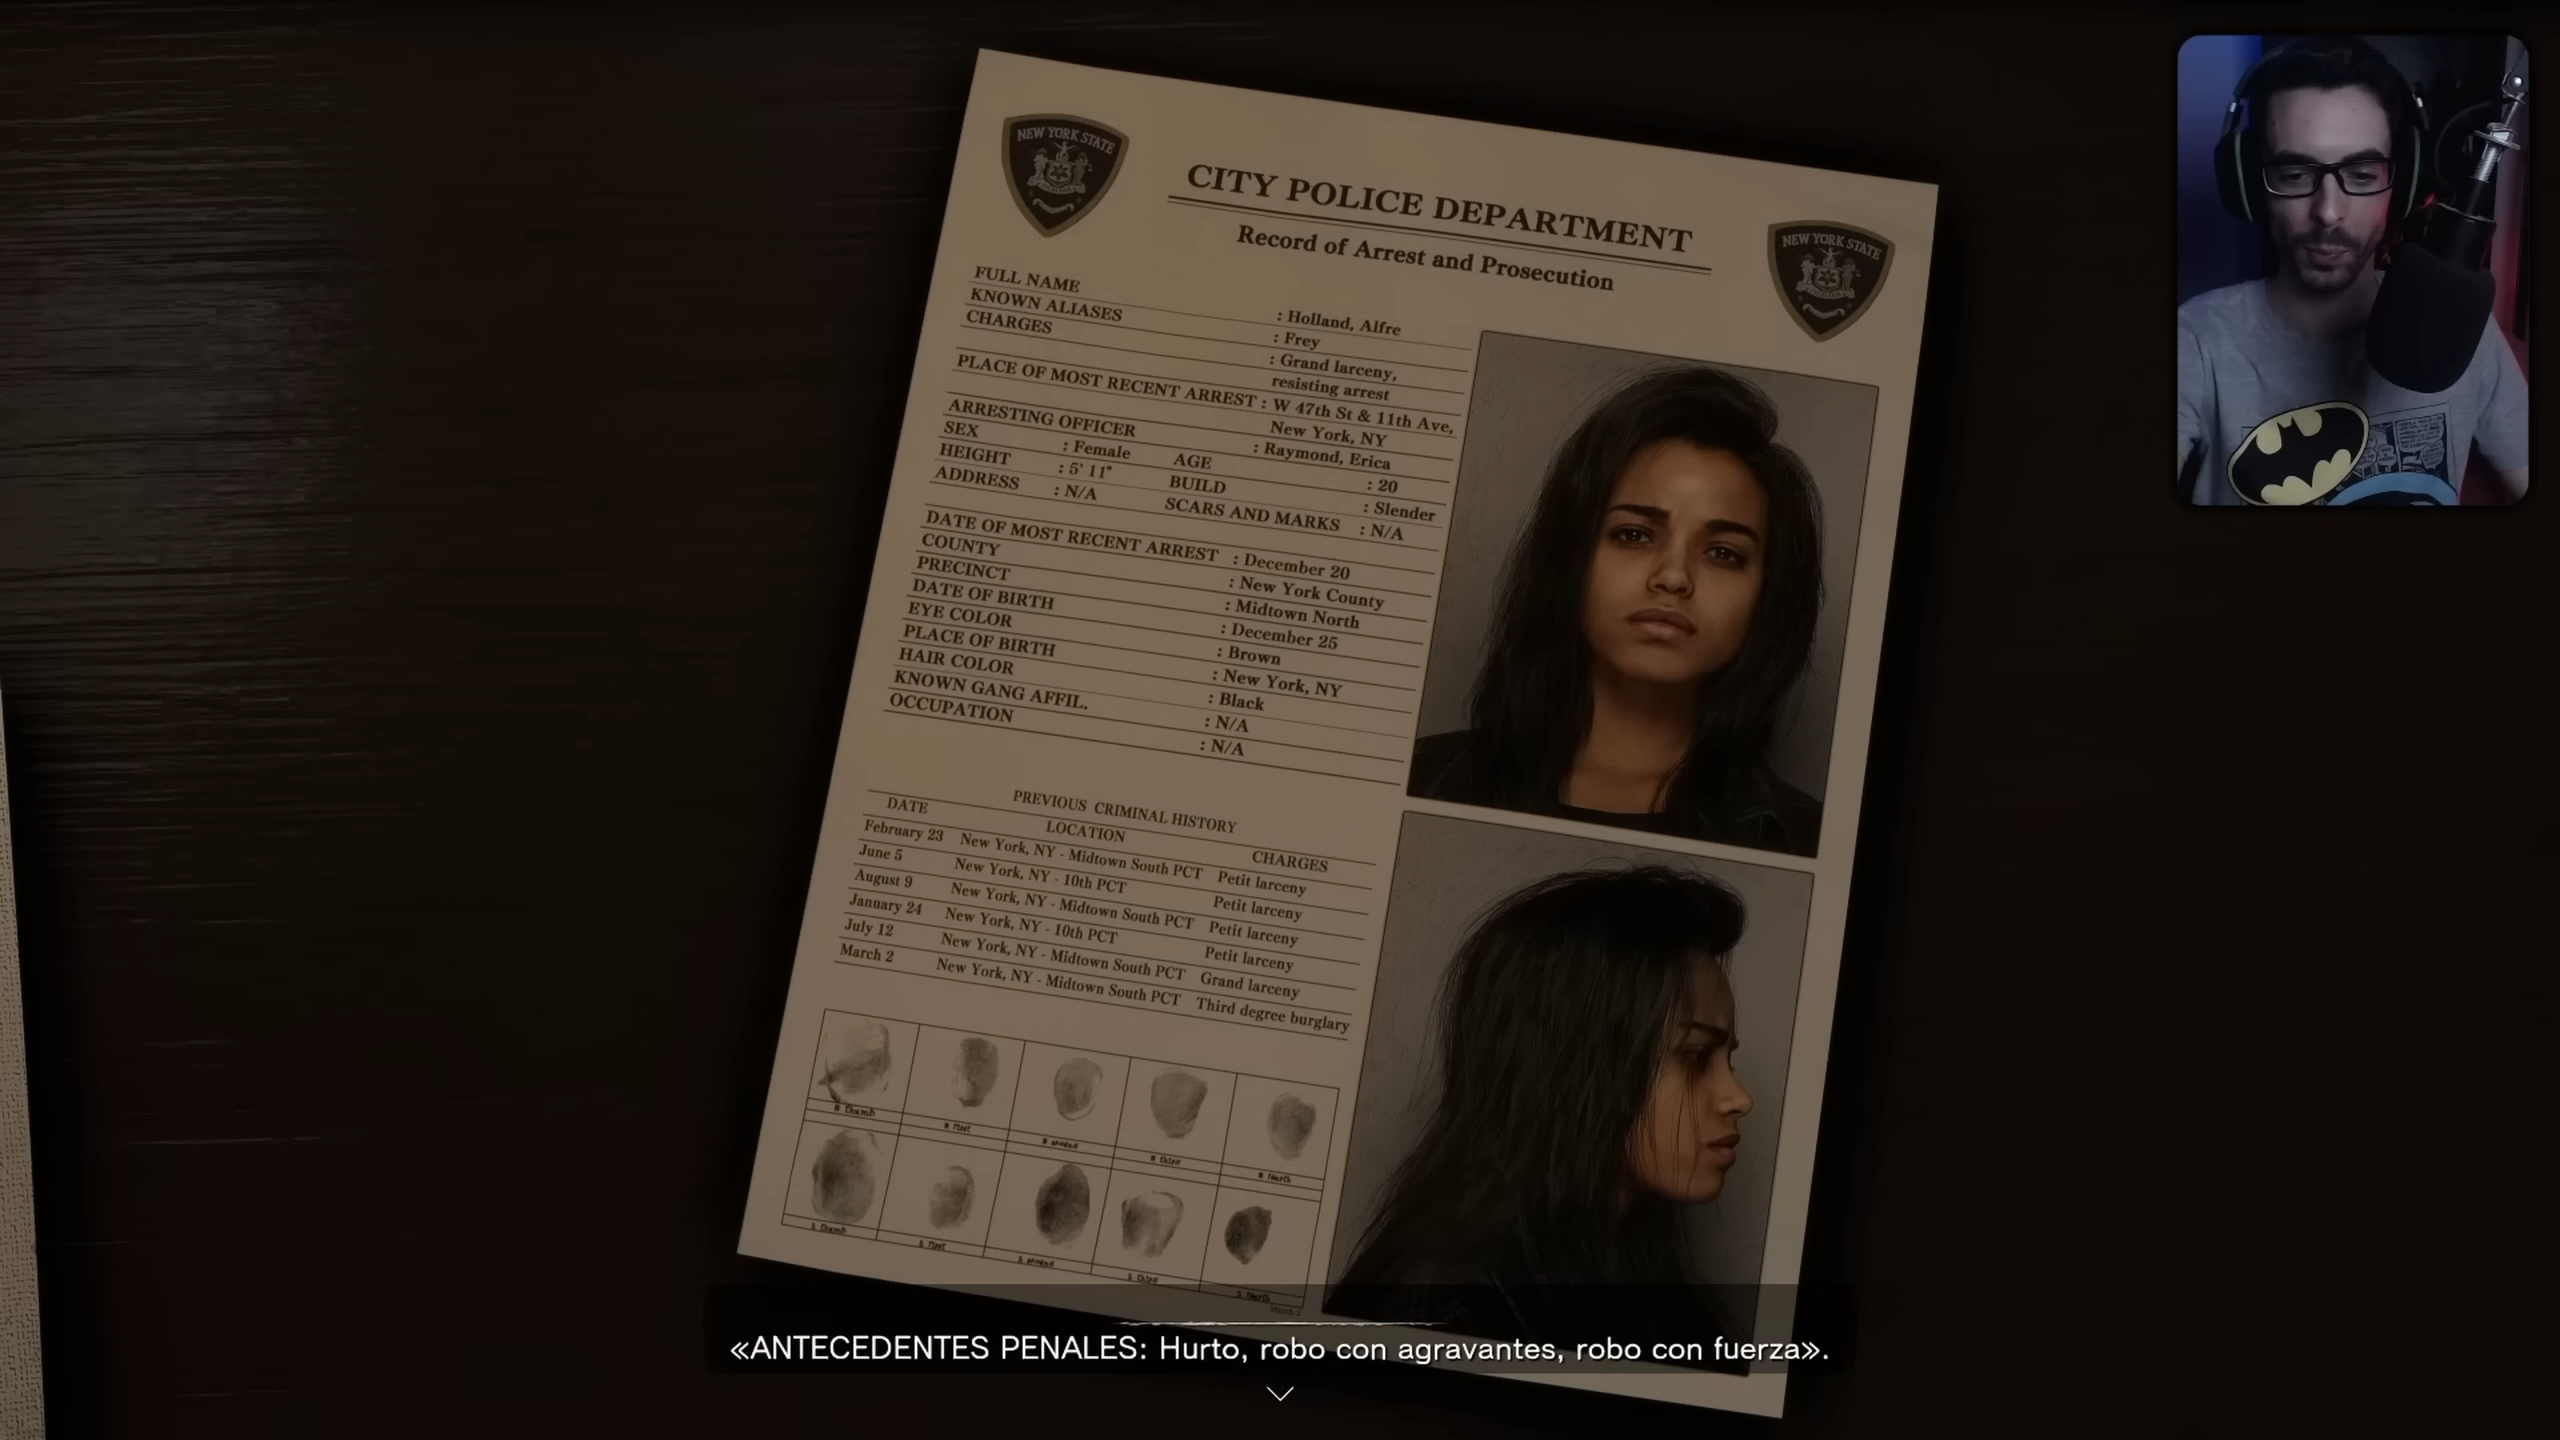 NEW YORK STATE
NEW YORK STATE
CITY POLICE DEPARTMENT
Record of Arrest and Prosecution
FULL NAME : Holland, Alfre
KNOWN ALIASES : Frey
CHARGES : Grand larceny,
resisting arrest
PLACE OF MOST RECENT ARREST : W 47th St & 11th Ave,
New York, NY
ARRESTING OFFICER : Raymond, Erica
SEX : Female AGE : 20
HEIGHT : 5' 11" BUILD : Slender
ADDRESS : N/A SCARS AND MARKS : N/A
DATE OF MOST RECENT ARREST : December 20
COUNTY : New York County
PRECINCT : Midtown North
DATE OF BIRTH : December 25
EYE COLOR : Brown
PLACE OF BIRTH : New York, NY
HAIR COLOR : Black
KNOWN GANG AFFIL. : N/A
OCCUPATION : N/A
PREVIOUS CRIMINAL HISTORY
DATE LOCATION CHARGES
February 23 New York, NY - Midtown South PCT Petit larceny
June 5 New York, NY - 10th PCT Petit larceny
August 9 New York, NY - Midtown South PCT Petit larceny
January 24 New York, NY - 10th PCT Petit larceny
July 12 New York, NY - Midtown South PCT Grand larceny
March 2 New York, NY - Midtown South PCT Third degree burglary
«ANTECEDENTES PENALES: Hurto, robo con agravantes, robo con fuerza».